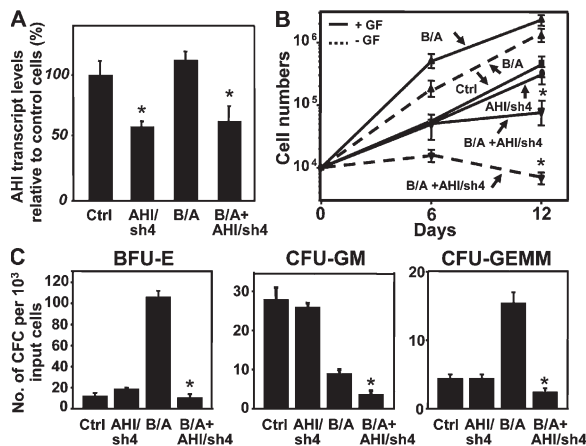 A
AHI transcript levels
relative to control cells (%)
100
50
0
*
*
Ctrl
AHI/
sh4
B/A
B/A+
AHI/sh4
B
Cell numbers
10^6
10^5
10^4
+ GF
- GF
B/A
B/A
Ctrl
AHI/sh4
*
B/A +AHI/sh4
*
B/A +AHI/sh4
0
6
12
Days
C
No. of CFC per 10^3
input cells
BFU-E
120
100
80
60
40
20
0
*
Ctrl
AHI/
sh4
B/A
B/A+
AHI/sh4
CFU-GM
30
20
10
0
*
Ctrl
AHI/
sh4
B/A
B/A+
AHI/sh4
CFU-GEMM
20
10
0
*
Ctrl
AHI/
sh4
B/A
B/A+
AHI/sh4